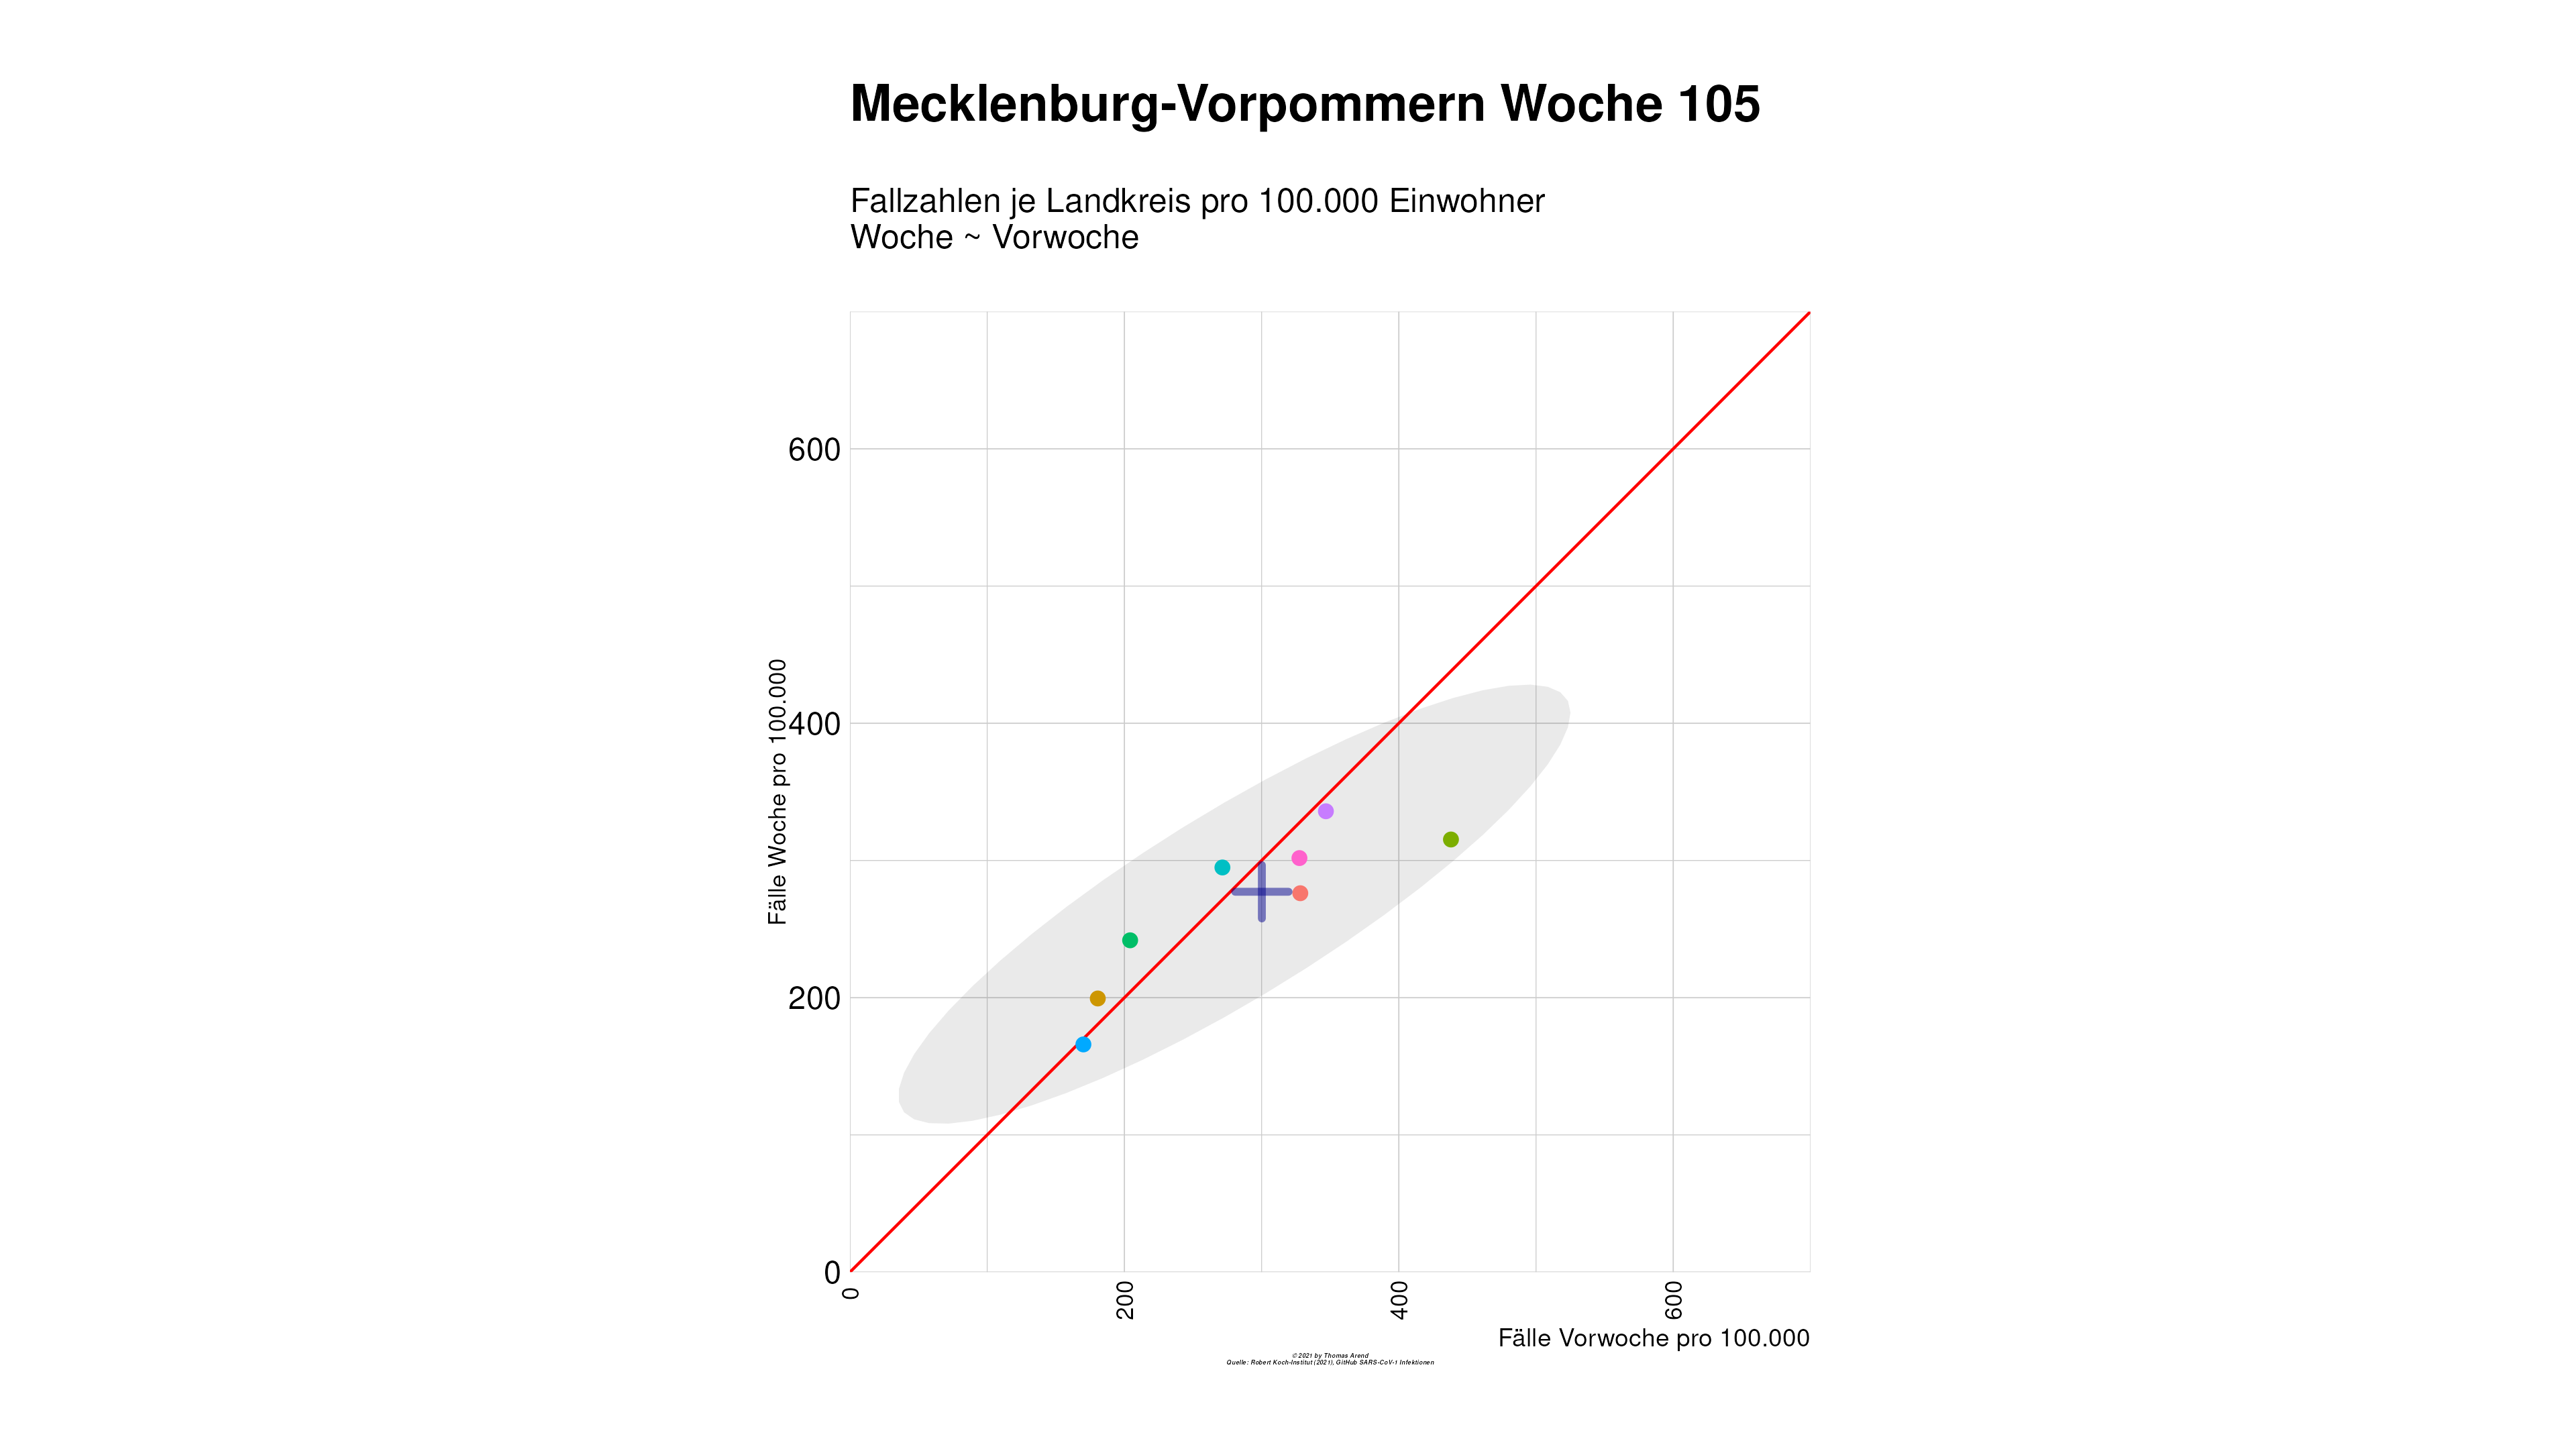 Mecklenburg-Vorpommern Woche 105
Fallzahlen je Landkreis pro 100.000 Einwohner
Woche ~ Vorwoche
Fälle Woche pro 100.000
600
400
200
0
0
200
400
600
Fälle Vorwoche pro 100.000
© 2021 by Thomas Arend
Quelle: Robert Koch-Institut (2021), GitHub SARS-CoV-1 Infektionen